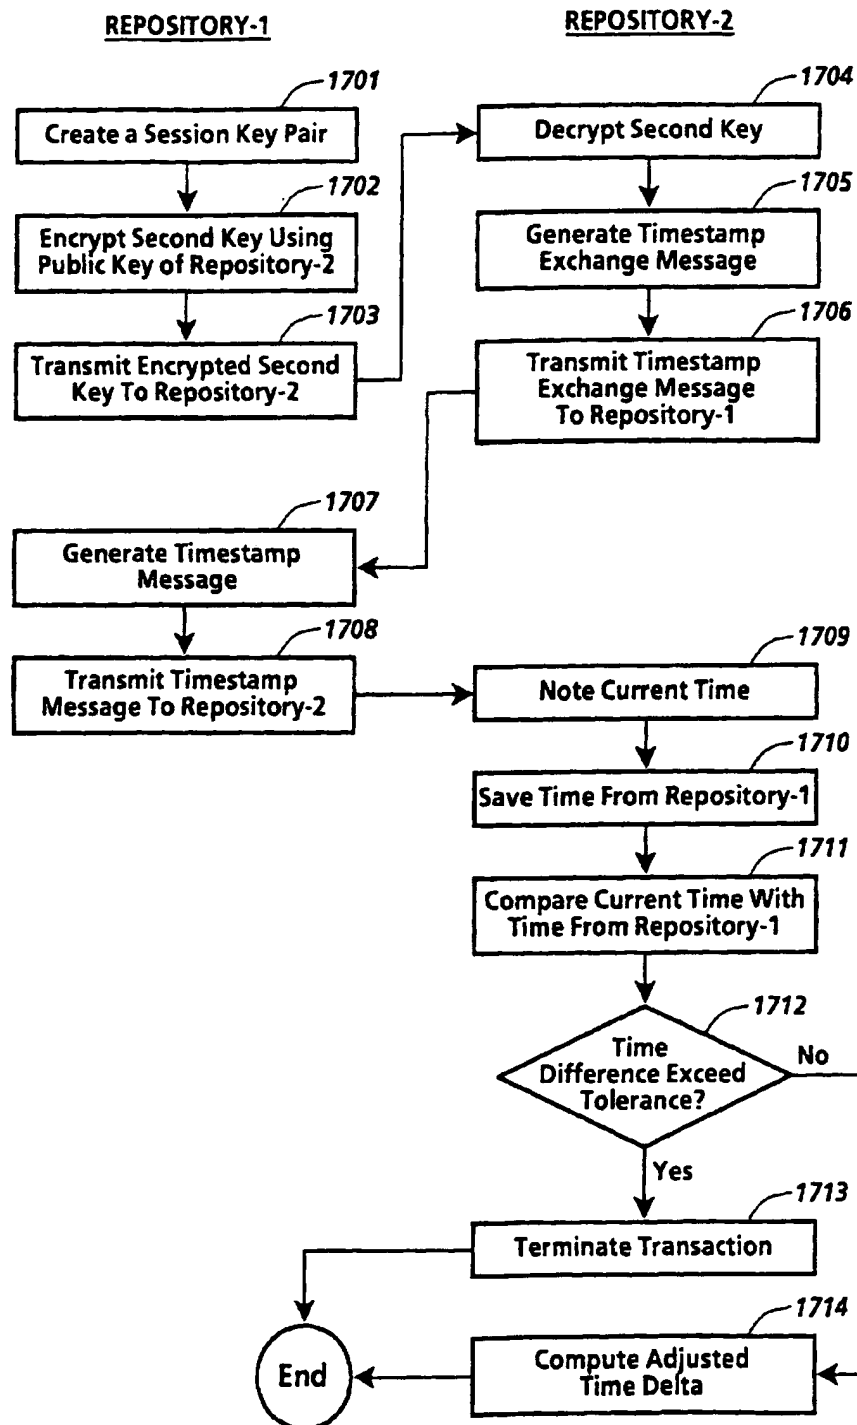 REPOSITORY-1
REPOSITORY-2
1701
Create a Session Key Pair
1702
Encrypt Second Key Using
Public Key of Repository-2
1703
Transmit Encrypted Second
Key To Repository-2
1704
Decrypt Second Key
1705
Generate Timestamp
Exchange Message
1706
Transmit Timestamp
Exchange Message
To Repository-1
1707
Generate Timestamp
Message
1708
Transmit Timestamp
Message To Repository-2
1709
Note Current Time
1710
Save Time From Repository-1
1711
Compare Current Time With
Time From Repository-1
1712
Time
Difference Exceed
Tolerance?
No
Yes
1713
Terminate Transaction
1714
Compute Adjusted
Time Delta
End